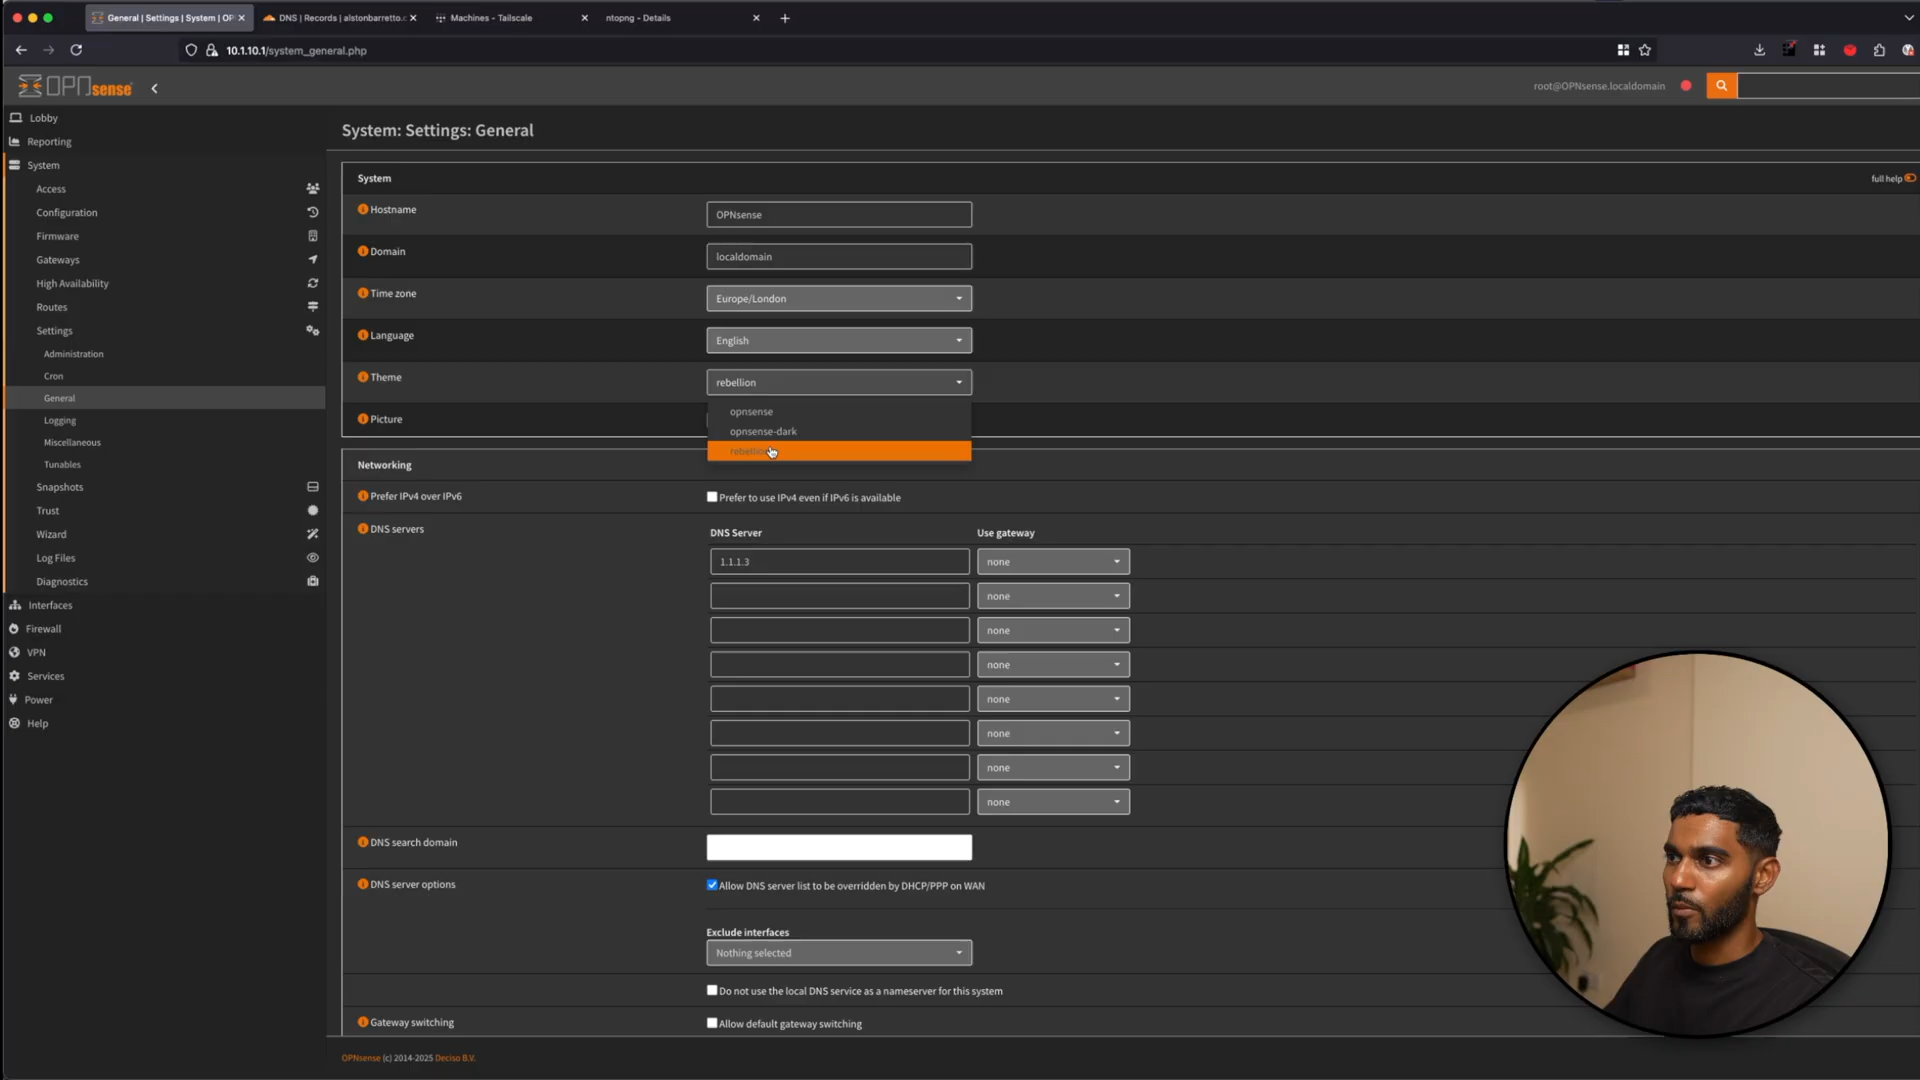 General | Settings | System | OP
DNS | Records | alstonbarretto.c
Machines - Tailscale
ntopng - Details
10.1.10.1/system_general.php
OPNsense
root@OPNsense.localdomain
Lobby
Reporting
System
Access
Configuration
Firmware
Gateways
High Availability
Routes
Settings
Administration
Cron
General
Logging
Miscellaneous
Tunables
Snapshots
Trust
Wizard
Log Files
Diagnostics
Interfaces
Firewall
VPN
Services
Power
Help
System: Settings: General
System
full help
Hostname
OPNsense
Domain
localdomain
Time zone
Europe/London
Language
English
Theme
rebellion
opnsense
opnsense-dark
rebellion
Picture
Networking
Prefer IPv4 over IPv6
Prefer to use IPv4 even if IPv6 is available
DNS servers
DNS Server
Use gateway
1.1.1.3
none
none
none
none
none
none
none
none
DNS search domain
DNS server options
Allow DNS server list to be overridden by DHCP/PPP on WAN
Exclude interfaces
Nothing selected
Do not use the local DNS service as a nameserver for this system
Gateway switching
Allow default gateway switching
OPNsense (c) 2014-2025 Deciso B.V.